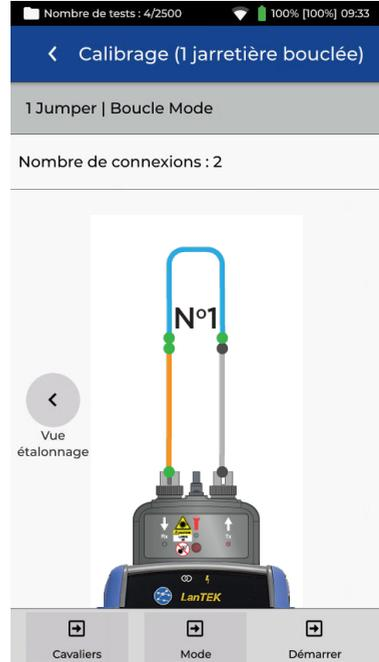 Nombre de tests : 4/2500 100% [100%] 09:33
Calibrage (1 jarretière bouclée)
1 Jumper | Boucle Mode
Nombre de connexions : 2
Nº1
Vue
étalonnage
Rx Tx
LanTEK
Cavaliers Mode Démarrer